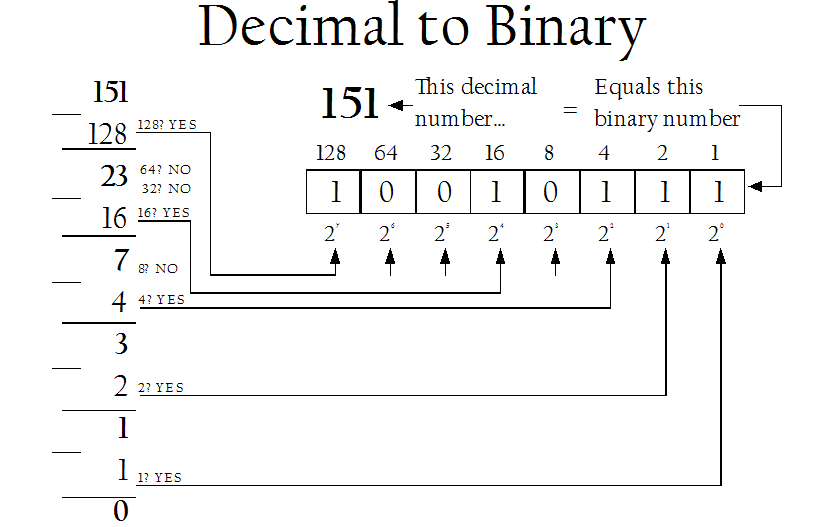 Decimal to Binary
151
128 128? YES
23 64? NO
32? NO
16 16? YES
7 8? NO
4 4? YES
3
2 2? YES
1
1 1? YES
0
151 This decimal number... = Equals this binary number
128 64 32 16 8 4 2 1
1 0 0 1 0 1 1 1
2⁷ 2⁶ 2⁵ 2⁴ 2³ 2² 2¹ 2⁰